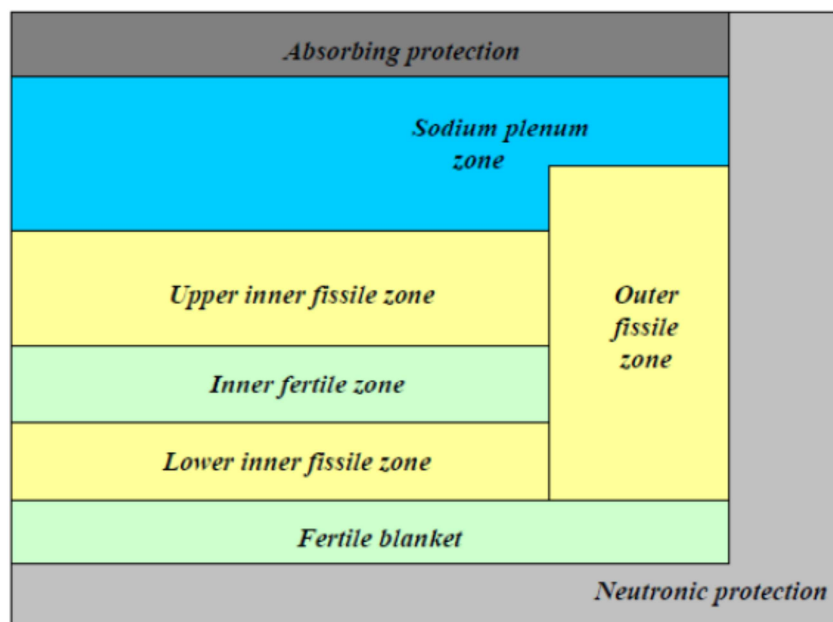 Absorbing protection
Sodium plenum
zone
Upper inner fissile zone
Outer
fissile
zone
Inner fertile zone
Lower inner fissile zone
Fertile blanket
Neutronic protection